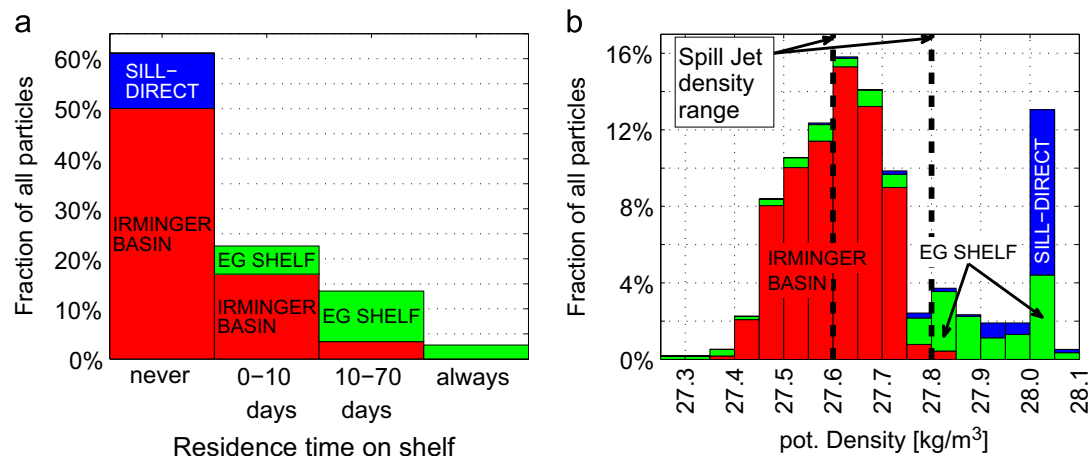 a
Fraction of all particles
60%
50%
40%
30%
20%
10%
0%
SILL-
DIRECT
IRMINGER
BASIN
EG SHELF
IRMINGER
BASIN
EG SHELF
never
0-10
days
10-70
days
always
Residence time on shelf
b
Fraction of all particles
16%
12%
8%
4%
0%
Spill Jet
density
range
IRMINGER
BASIN
EG SHELF
SILL-DIRECT
27.3
27.4
27.5
27.6
27.7
27.8
27.9
28.0
28.1
pot. Density [kg/m³]